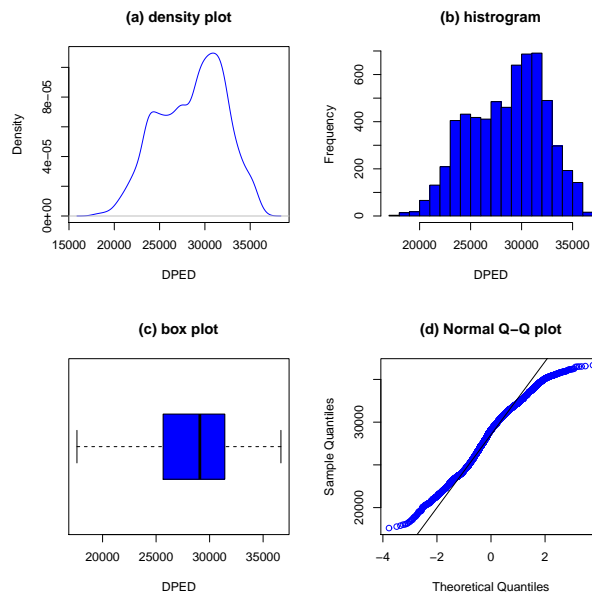 (a) density plot
Density
0e+00
4e−05
8e−05
15000 20000 25000 30000 35000
DPED
(b) histrogram
Frequency
0 200 400 600
20000 25000 30000 35000
DPED
(c) box plot
20000 25000 30000 35000
DPED
(d) Normal Q−Q plot
Sample Quantiles
20000 30000
−4 −2 0 2
Theoretical Quantiles